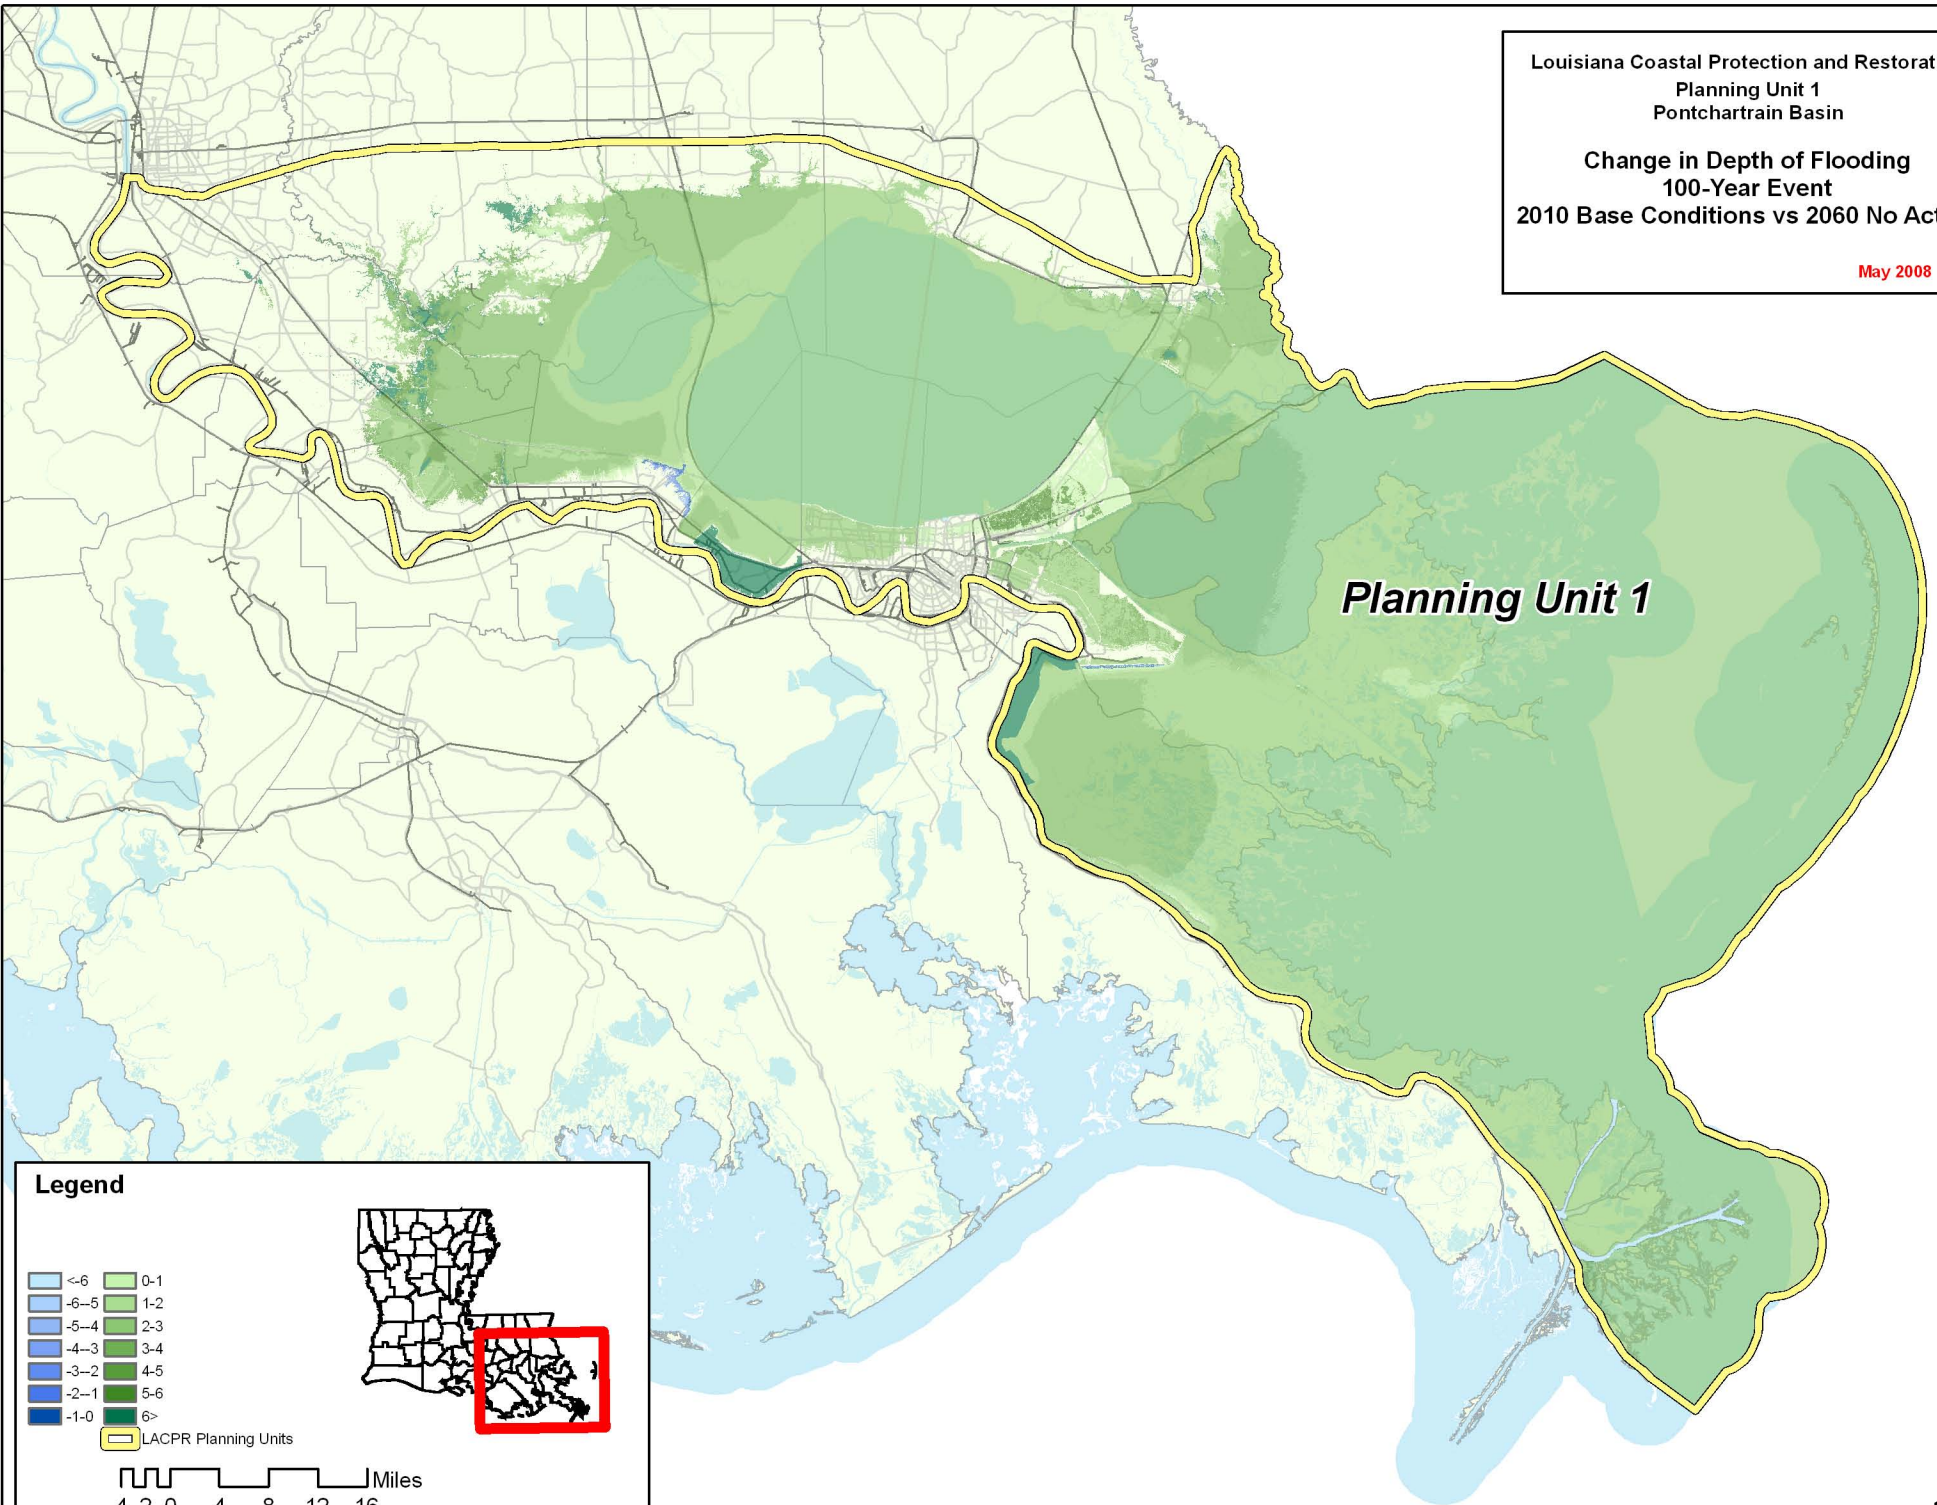 Louisiana Coastal Protection and Restorat
Planning Unit 1
Pontchartrain Basin
Change in Depth of Flooding
100-Year Event
2010 Base Conditions vs 2060 No Act
May 2008
Planning Unit 1
Legend
<-6 0-1
-6--5 1-2
-5--4 2-3
-4--3 3-4
-3--2 4-5
-2--1 5-6
-1-0 6>
LACPR Planning Units
Miles
4 2 0 4 8 12 16